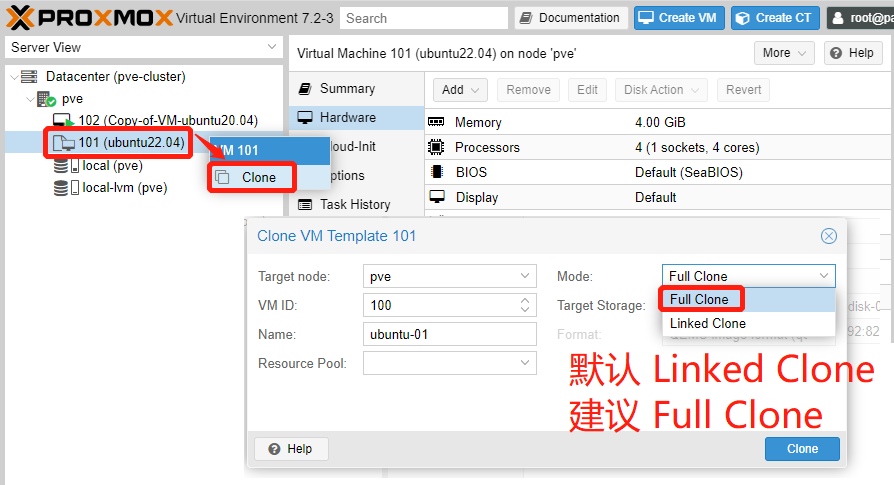 PROXMOX Virtual Environment 7.2-3
Search
Documentation
Create VM
Create CT
root@pa
Server View
Datacenter (pve-cluster)
pve
102 (Copy-of-VM-ubuntu20.04)
101 (ubuntu22.04)
local (pve)
local-lvm (pve)
VM 101
Clone
Virtual Machine 101 (ubuntu22.04) on node 'pve'
More
Help
Summary
Hardware
loud-Init
ptions
Task History
Add
Remove
Edit
Disk Action
Revert
Memory
4.00 GiB
Processors
4 (1 sockets, 4 cores)
BIOS
Default (SeaBIOS)
Display
Default
Clone VM Template 101
Target node:
pve
VM ID:
100
Name:
ubuntu-01
Resource Pool:
Mode:
Full Clone
Target Storage:
Full Clone
Linked Clone
Format:
disk-0
92:82
默认 Linked Clone
建议 Full Clone
Help
Clone